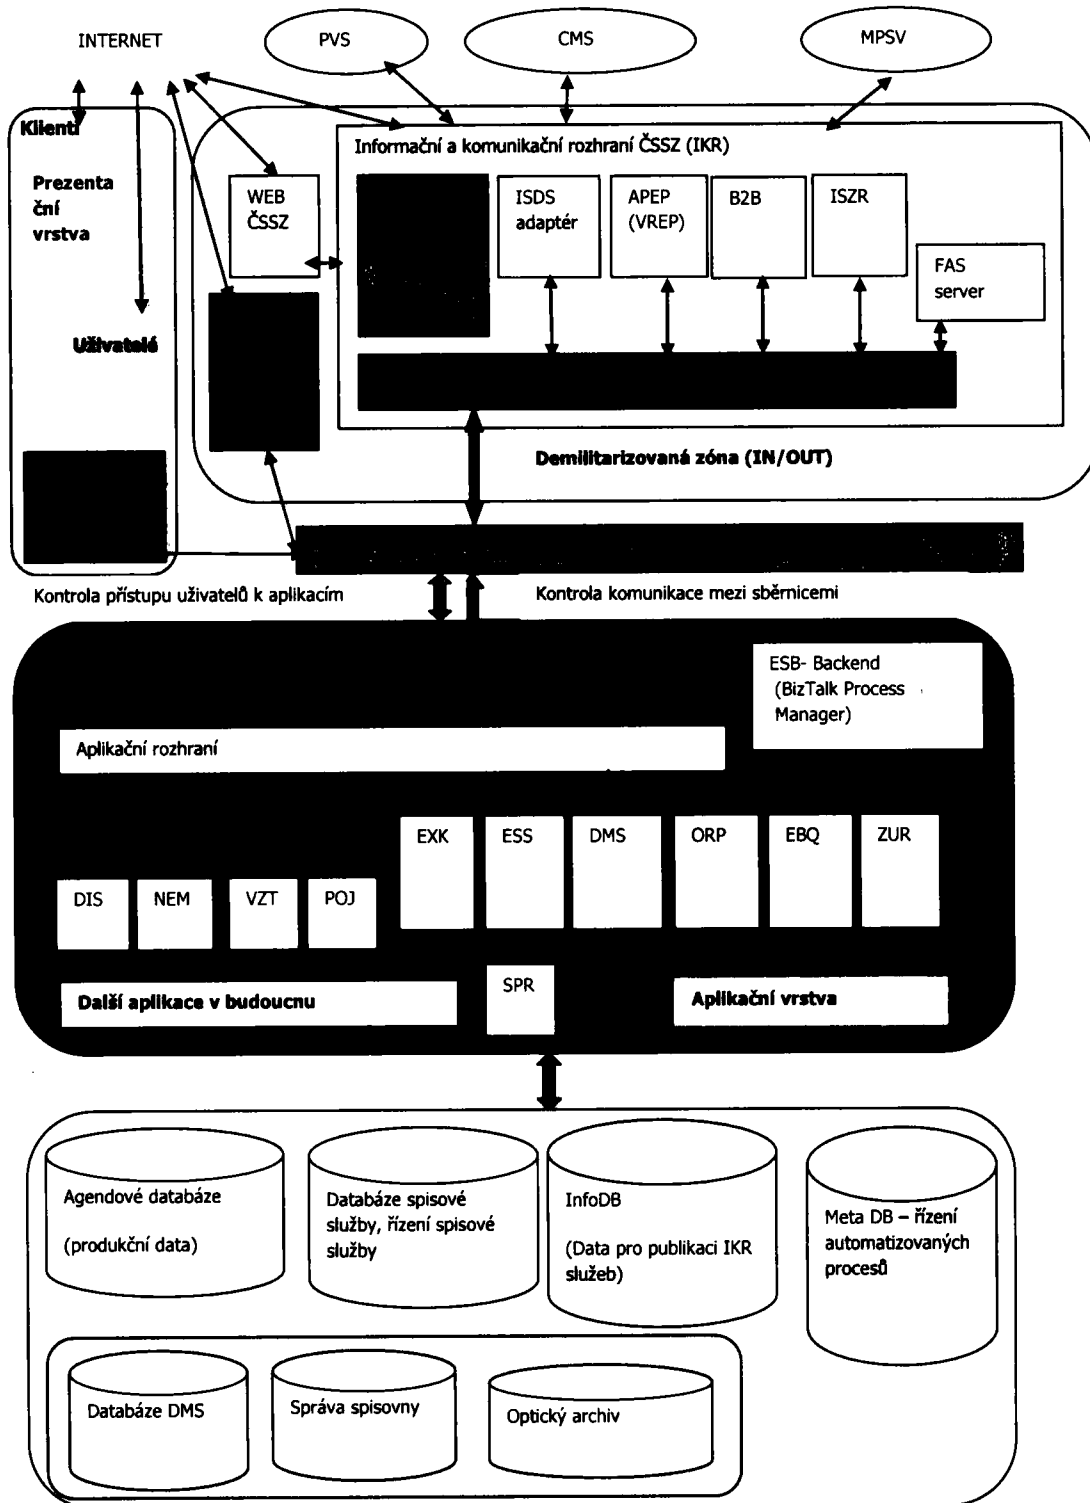 INTERNET
PVS
CMS
MPSV
Klienti
Prezenta
ční
vrstva
Uživatelé
Informační a komunikační rozhraní ČSSZ (IKR)
WEB
ČSSZ
ISDS
adaptér
APEP
(VREP)
B2B
ISZR
FAS
server
Demilitarizovaná zóna (IN/OUT)
Kontrola přístupu uživatelů k aplikacím
Kontrola komunikace mezi sběrnicemi
ESB- Backend
(BizTalk Process
Manager)
Aplikační rozhraní
EXK
ESS
DMS
ORP
EBQ
ZUR
DIS
NEM
VZT
POJ
Další aplikace v budoucnu
SPR
Aplikační vrstva
Agendové databáze
(produkční data)
Databáze spisové
služby, řízení spisové
služby
InfoDB
(Data pro publikaci IKR
služeb)
Meta DB – řízení
automatizovaných
procesů
Databáze DMS
Správa spisovny
Optický archiv